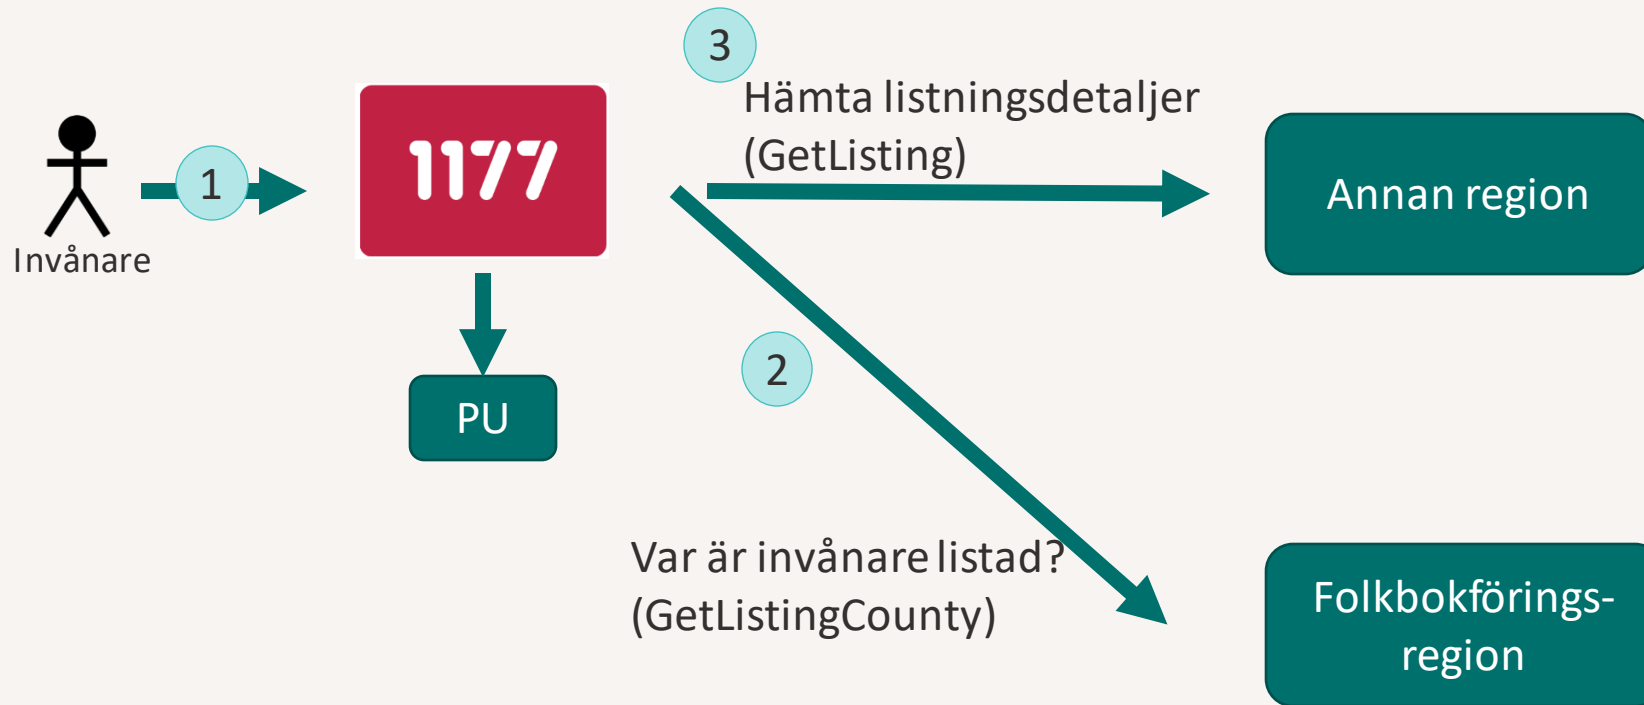 3
Hämta listningsdetaljer
(GetListing)
1177
1
Annan region
Invånare
2
PU
Var är invånare listad?
(GetListingCounty)
Folkbokförings-
region